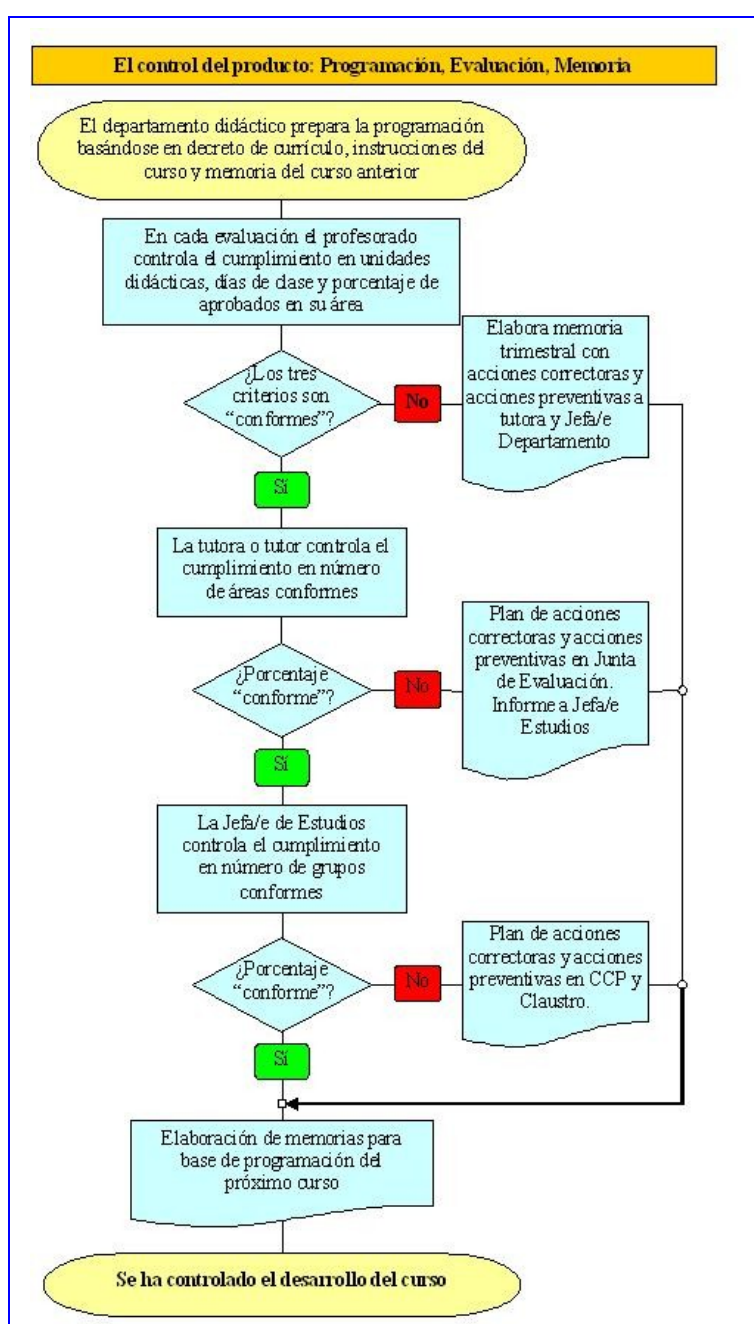 El control del producto: Programación, Evaluación, Memoria
El departamento didáctico prepara la programación
basándose en decreto de currículo, instrucciones del
curso y memoria del curso anterior
En cada evaluación el profesorado
controla el cumplimiento en unidades
didácticas, días de clase y porcentaje de
aprobados en su área
¿Los tres
criterios son
“conformes”?
No
Elabora memoria
trimestral con
acciones correctoras y
acciones preventivas a
tutora y Jefa/e
Departamento
Sí
La tutora o tutor controla el
cumplimiento en número
de áreas conformes
¿Porcentaje
“conforme”?
No
Plan de acciones
correctoras y acciones
preventivas en Junta
de Evaluación.
Informe a Jefa/e
Estudios
Sí
La Jefa/e de Estudios
controla el cumplimiento
en número de grupos
conformes
¿Porcentaje
“conforme”?
No
Plan de acciones
correctoras y acciones
preventivas en CCP y
Claustro.
Sí
Elaboración de memorias para
base de programación del
próximo curso
Se ha controlado el desarrollo del curso